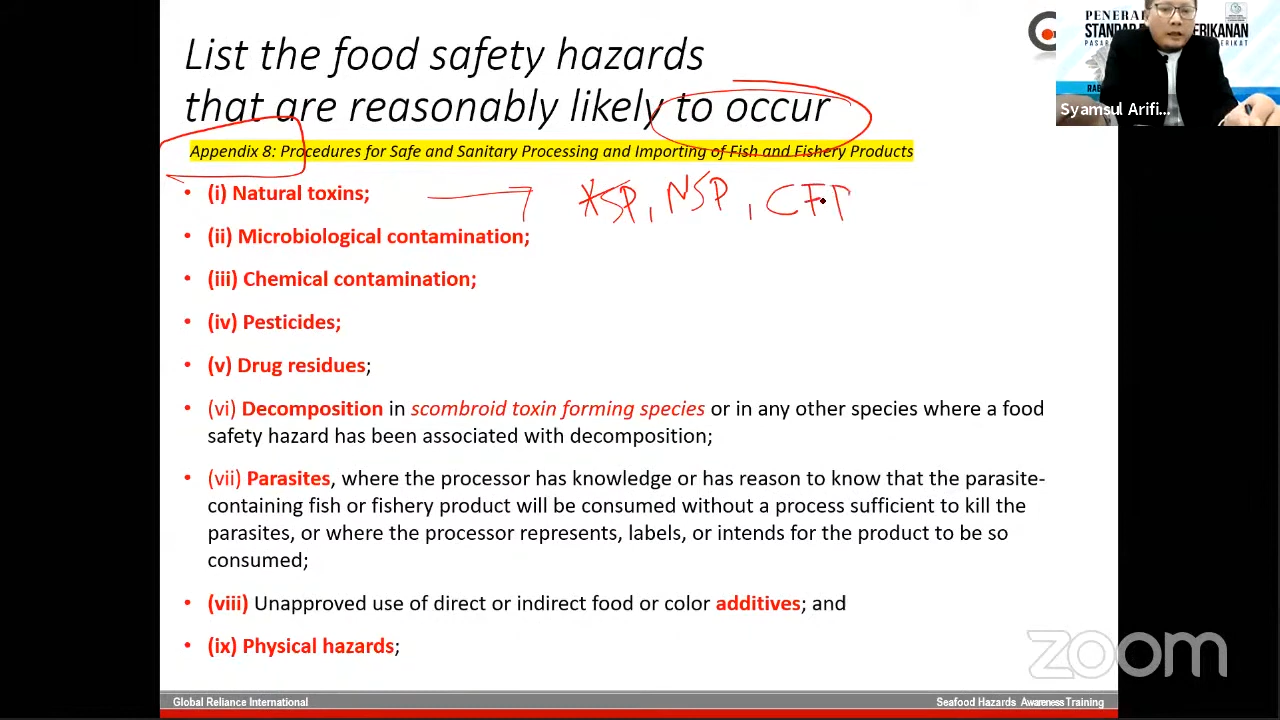 List the food safety hazards
that are reasonably likely to occur
Appendix 8: Procedures for Safe and Sanitary Processing and Importing of Fish and Fishery Products
• (i) Natural toxins;
SP, NSP, CFP
• (ii) Microbiological contamination;
• (iii) Chemical contamination;
• (iv) Pesticides;
• (v) Drug residues;
• (vi) Decomposition in scombroid toxin forming species or in any other species where a food
safety hazard has been associated with decomposition;
• (vii) Parasites, where the processor has knowledge or has reason to know that the parasite-
containing fish or fishery product will be consumed without a process sufficient to kill the
parasites, or where the processor represents, labels, or intends for the product to be so
consumed;
• (viii) Unapproved use of direct or indirect food or color additives; and
• (ix) Physical hazards;
Global Reliance International
Seafood Hazards Awareness Training
Syamsul Arifi...
zoom